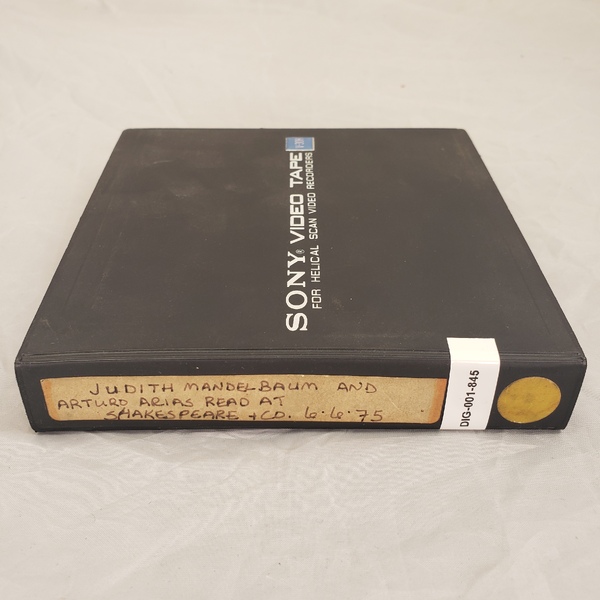 SONY® VIDEO TAPE
FOR HELICAL SCAN VIDEO RECORDERS
JUDITH MANDELBAUM AND
ARTURO ARIAS READ AT
SHAKESPEARE + CO. 6·6·75
DIG-001-845